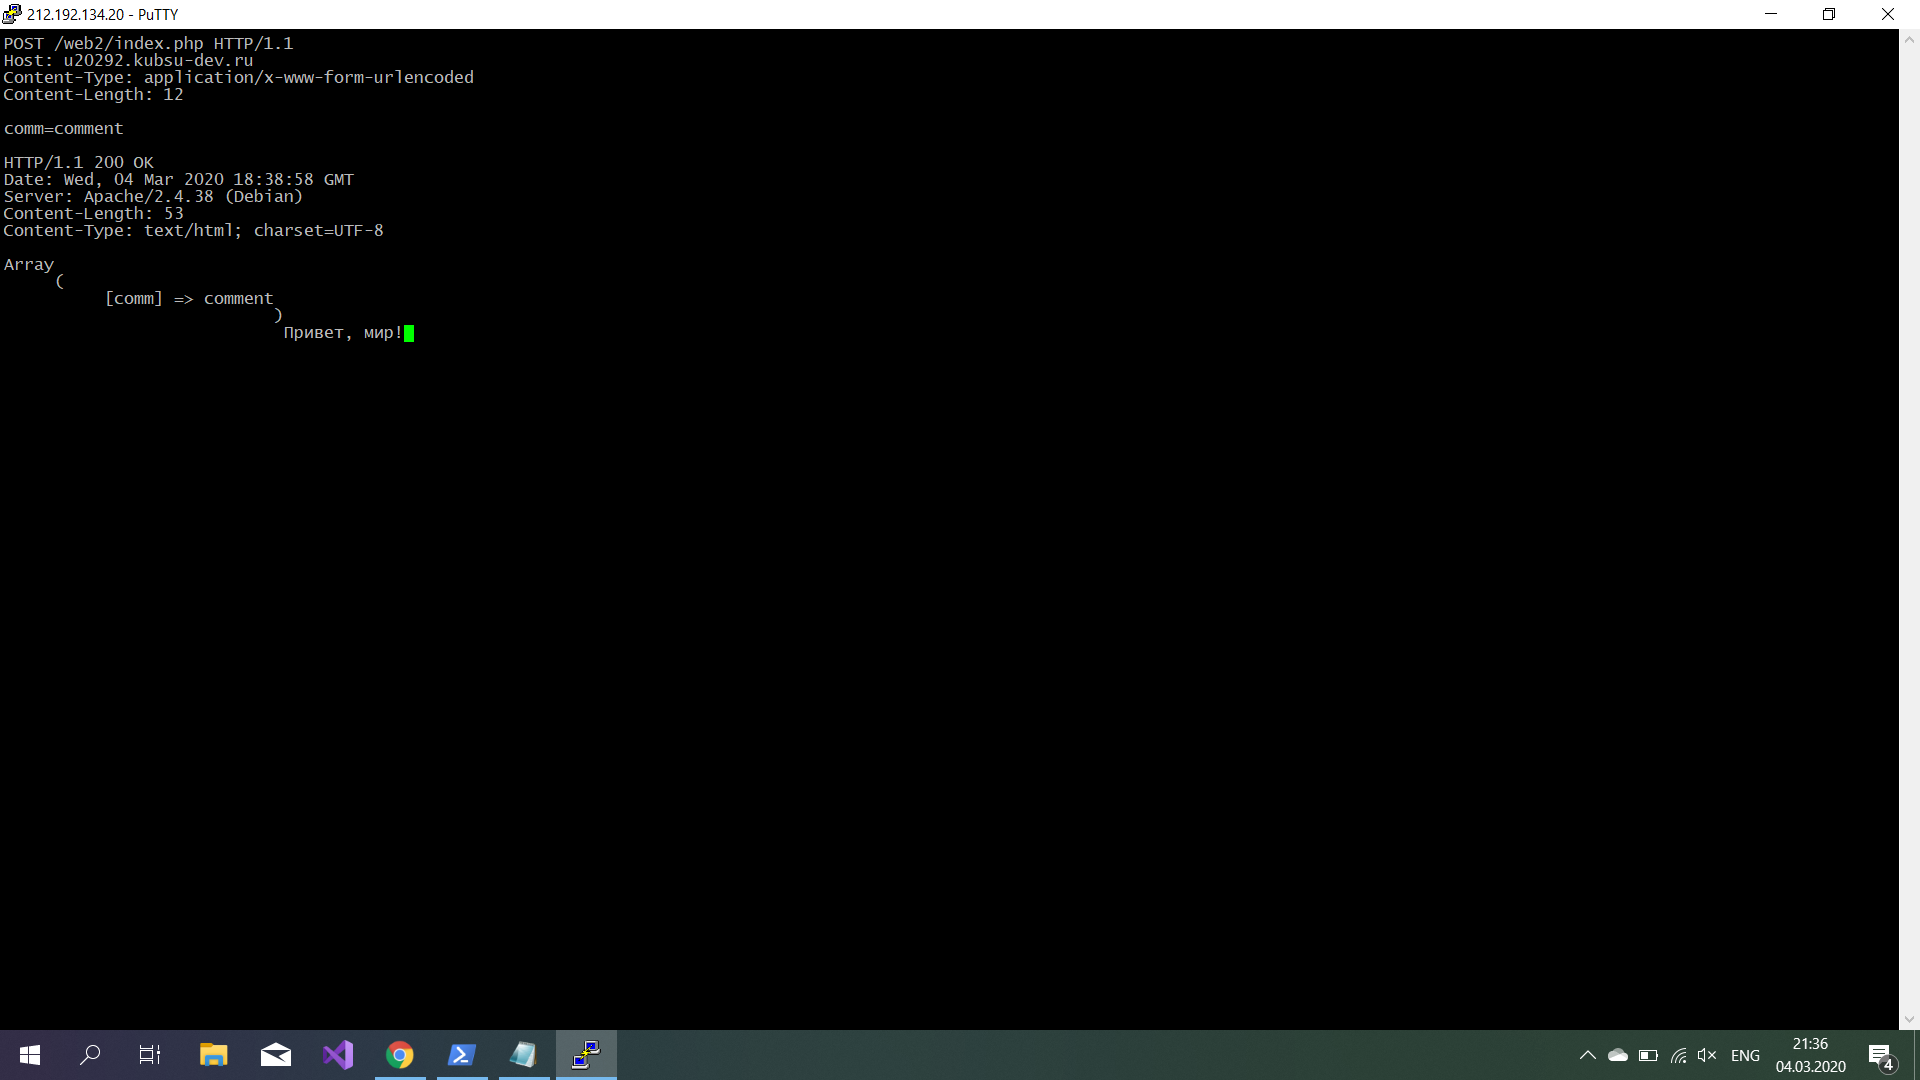 212.192.134.20 - PuTTY
POST /web2/index.php HTTP/1.1
Host: u20292.kubsu-dev.ru
Content-Type: application/x-www-form-urlencoded
Content-Length: 12
comm=comment
HTTP/1.1 200 OK
Date: Wed, 04 Mar 2020 18:38:58 GMT
Server: Apache/2.4.38 (Debian)
Content-Length: 53
Content-Type: text/html; charset=UTF-8
Array
(
[comm] => comment
)
Привет, мир!
ENG
21:36
04.03.2020
4